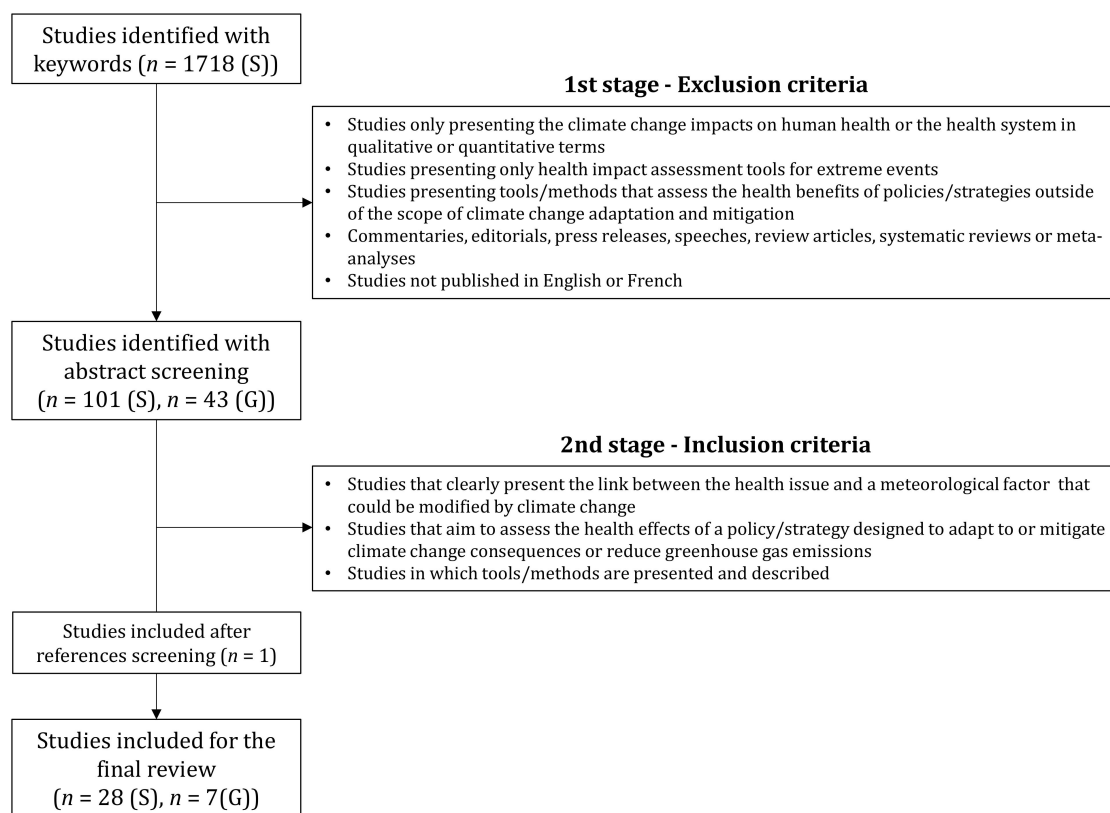 Studies identified with
keywords (n = 1718 (S))
1st stage - Exclusion criteria
• Studies only presenting the climate change impacts on human health or the health system in
qualitative or quantitative terms
• Studies presenting only health impact assessment tools for extreme events
• Studies presenting tools/methods that assess the health benefits of policies/strategies outside
of the scope of climate change adaptation and mitigation
• Commentaries, editorials, press releases, speeches, review articles, systematic reviews or meta-
analyses
• Studies not published in English or French
Studies identified with
abstract screening
(n = 101 (S), n = 43 (G))
2nd stage - Inclusion criteria
• Studies that clearly present the link between the health issue and a meteorological factor that
could be modified by climate change
• Studies that aim to assess the health effects of a policy/strategy designed to adapt to or mitigate
climate change consequences or reduce greenhouse gas emissions
• Studies in which tools/methods are presented and described
Studies included after
references screening (n = 1)
Studies included for the
final review
(n = 28 (S), n = 7(G))